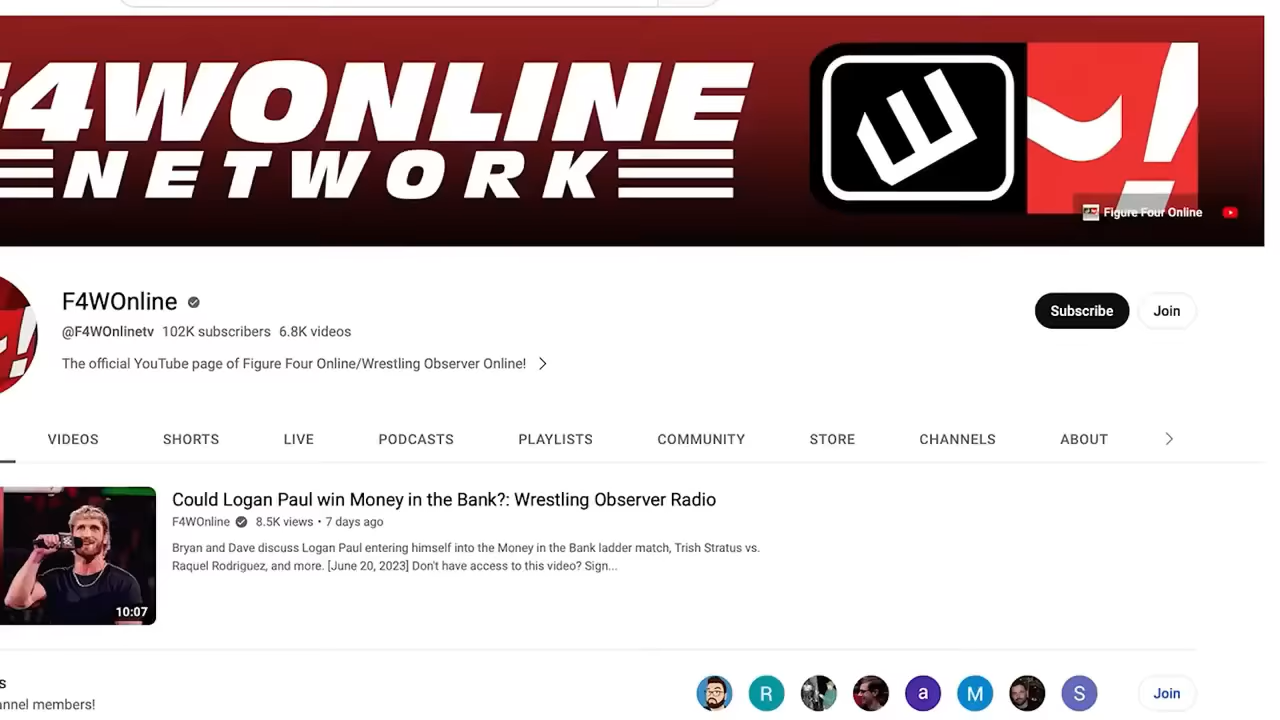 F4WONLINE
NETWORK
Figure Four Online
F4WOnline
@F4WOnlinetv 102K subscribers 6.8K videos
The official YouTube page of Figure Four Online/Wrestling Observer Online!
Subscribe
Join
VIDEOS SHORTS LIVE PODCASTS PLAYLISTS COMMUNITY STORE CHANNELS ABOUT
Could Logan Paul win Money in the Bank?: Wrestling Observer Radio
F4WOnline 8.5K views • 7 days ago
Bryan and Dave discuss Logan Paul entering himself into the Money in the Bank ladder match, Trish Stratus vs.
Raquel Rodriguez, and more. [June 20, 2023] Don't have access to this video? Sign...
10:07
R a M S
Join
members!